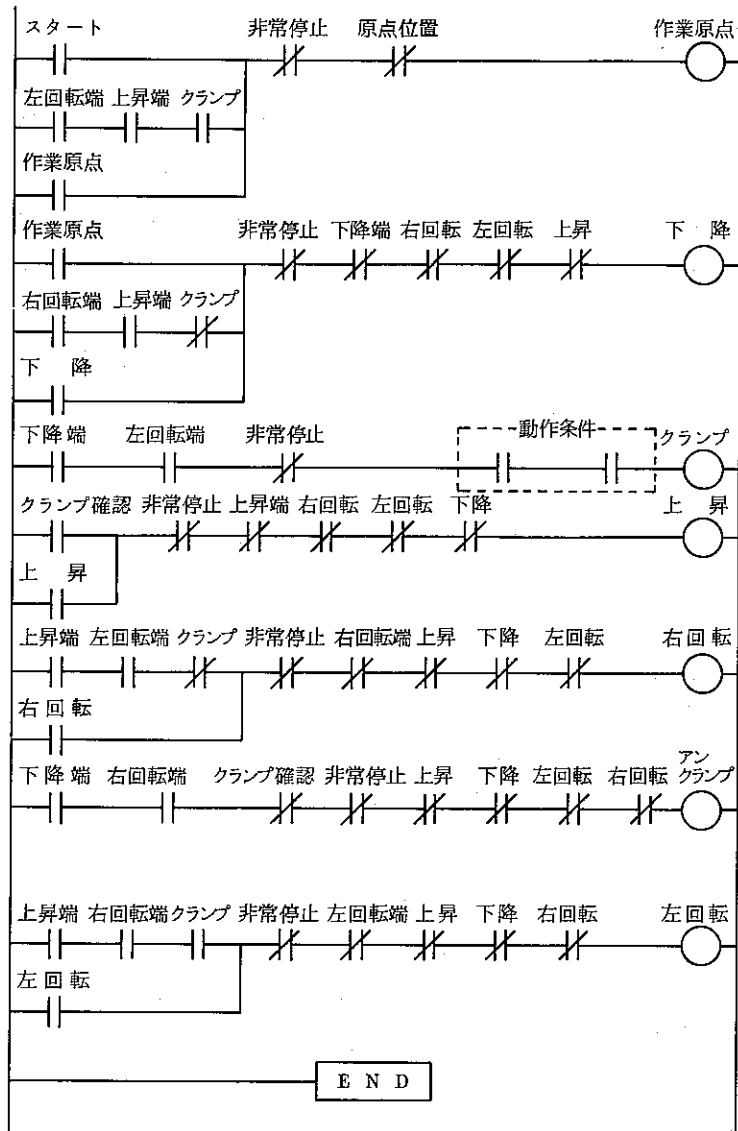 スタート 非常停止 原点位置 作業原点
左回転端 上昇端 クランプ
作業原点
作業原点 非常停止 下降端 右回転 左回転 上昇 下 降
右回転端 上昇端 クランプ
下 降
下降端 左回転端 非常停止 動作条件 クランプ
クランプ確認 非常停止 上昇端 右回転 左回転 下降 上 昇
上 昇
上昇端 左回転端 クランプ 非常停止 右回転端 上昇 下降 左回転 右回転
右回転
下降端 右回転端 クランプ確認 非常停止 上昇 下降 左回転 右回転 アン
クランプ
上昇端 右回転端 クランプ 非常停止 左回転端 上昇 下降 右回転 左回転
左回転
E N D